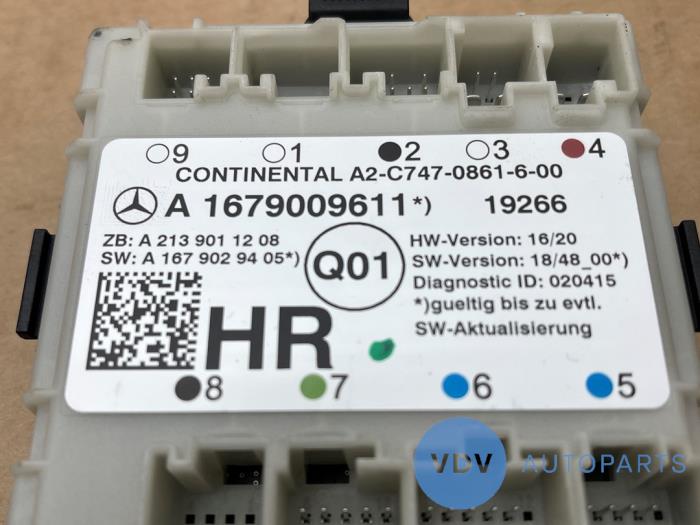 9 1 2 3 4
CONTINENTAL A2-C747-0861-6-00
A 1679009611*) 19266
ZB: A 213 901 12 08
SW: A 167 902 94 05*)
Q01
HW-Version: 16/20
SW-Version: 18/48_00*)
Diagnostic ID: 020415
*)gueltig bis zu evtl.
SW-Aktualisierung
HR
8 7 6 5
VDV AUTOPARTS